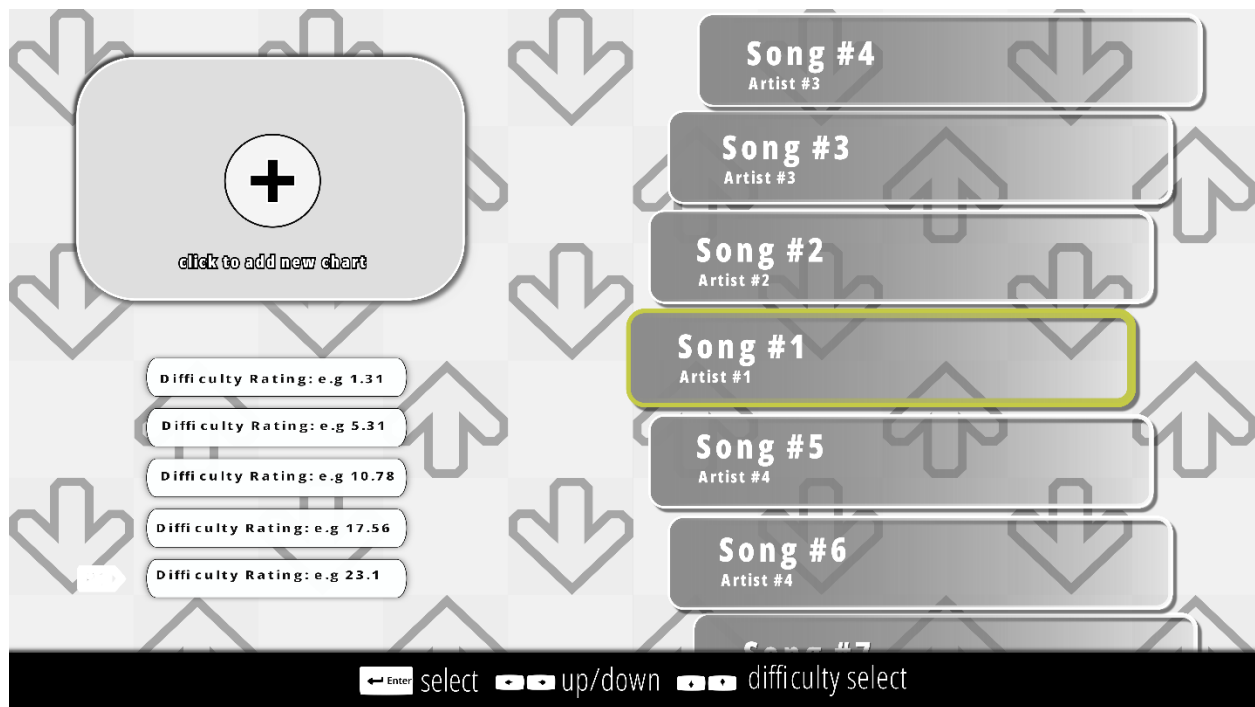 click to add new chart
Difficulty Rating: e.g 1.31
Difficulty Rating: e.g 5.31
Difficulty Rating: e.g 10.78
Difficulty Rating: e.g 17.56
Difficulty Rating: e.g 23.1
Song #4
Artist #3
Song #3
Artist #3
Song #2
Artist #2
Song #1
Artist #1
Song #5
Artist #4
Song #6
Artist #4
Song #7
Enter select up/down difficulty select